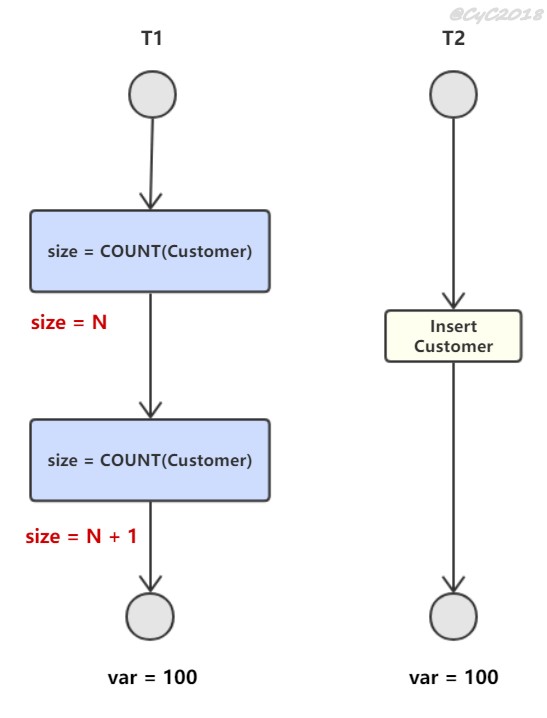 @CyC2018
T1
T2
size = COUNT(Customer)
size = N
Insert
Customer
size = COUNT(Customer)
size = N + 1
var = 100
var = 100